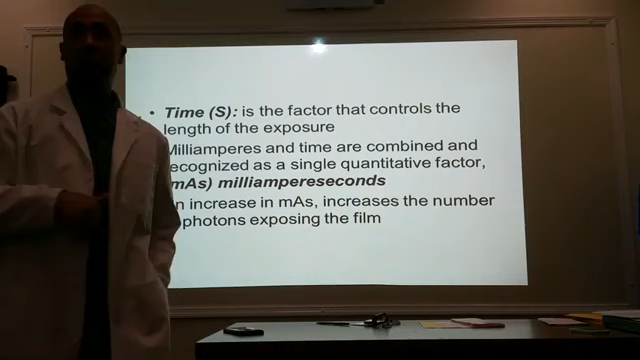 • Time (S): is the factor that controls the
length of the exposure
Milliamperes and time are combined and
ecognized as a single quantitative factor,
mAs) milliampereseconds
n increase in mAs, increases the number
photons exposing the film